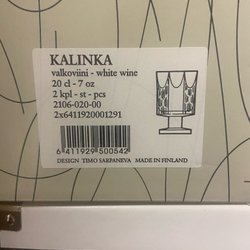 KALINKA
valkoviini - white wine
20 cl - 7 oz
2 kpl - st - pcs
2106-020-00
2x6411920001291
6 411929 500542
DESIGN TIMO SARPANEVA MADE IN FINLAND